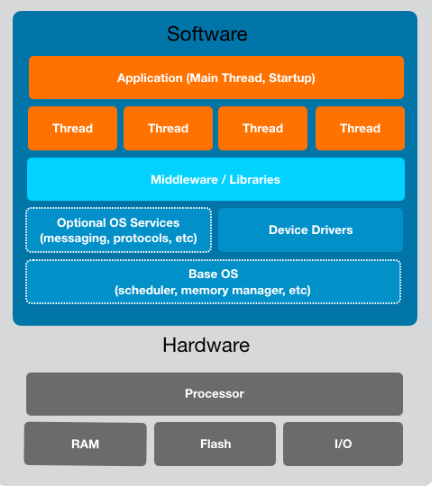 Software
Application (Main Thread, Startup)
Thread
Thread
Thread
Thread
Middleware / Libraries
Optional OS Services
(messaging, protocols, etc)
Device Drivers
Base OS
(scheduler, memory manager, etc)
Hardware
Processor
RAM
Flash
I/O